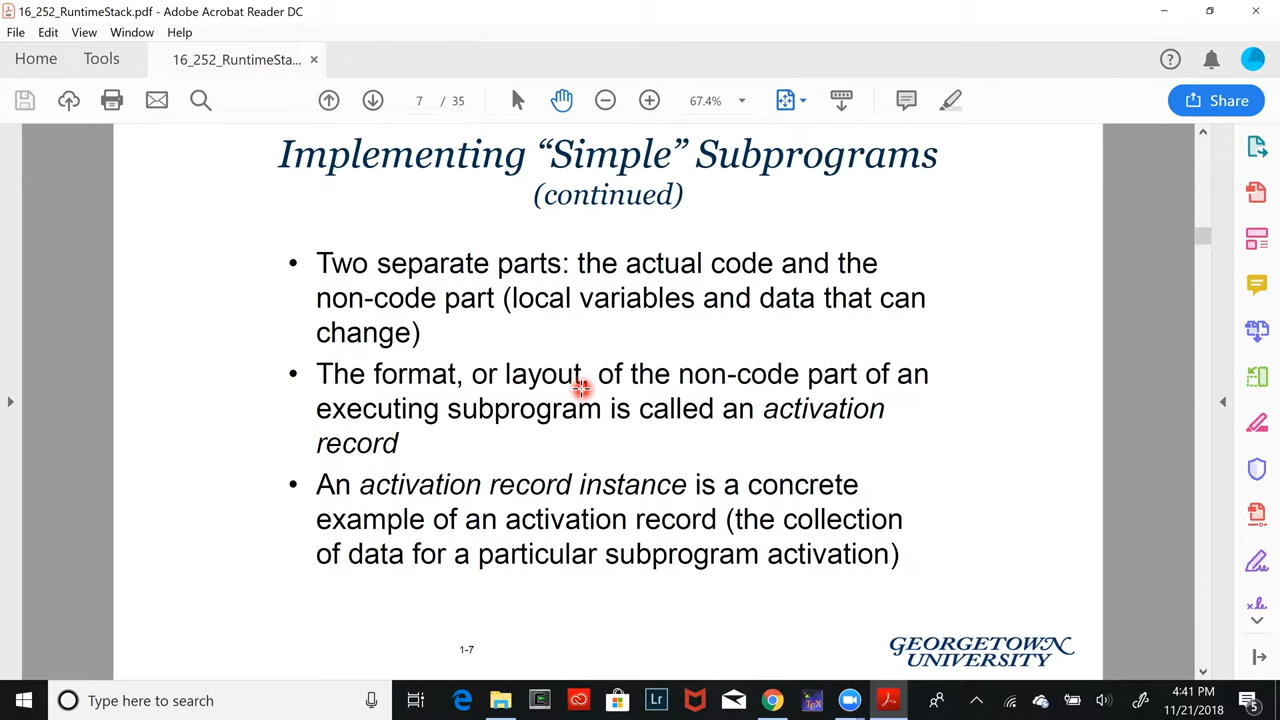 16_252_RuntimeStack.pdf - Adobe Acrobat Reader DC
File Edit View Window Help
Home Tools 16_252_RuntimeSta... ×
7 / 35 67.4% Share
Implementing “Simple” Subprograms
(continued)
• Two separate parts: the actual code and the
non-code part (local variables and data that can
change)
• The format, or layout, of the non-code part of an
executing subprogram is called an activation
record
• An activation record instance is a concrete
example of an activation record (the collection
of data for a particular subprogram activation)
1-7
GEORGETOWN
UNIVERSITY
Type here to search
Lr
TEX
4:41 PM
11/21/2018
5